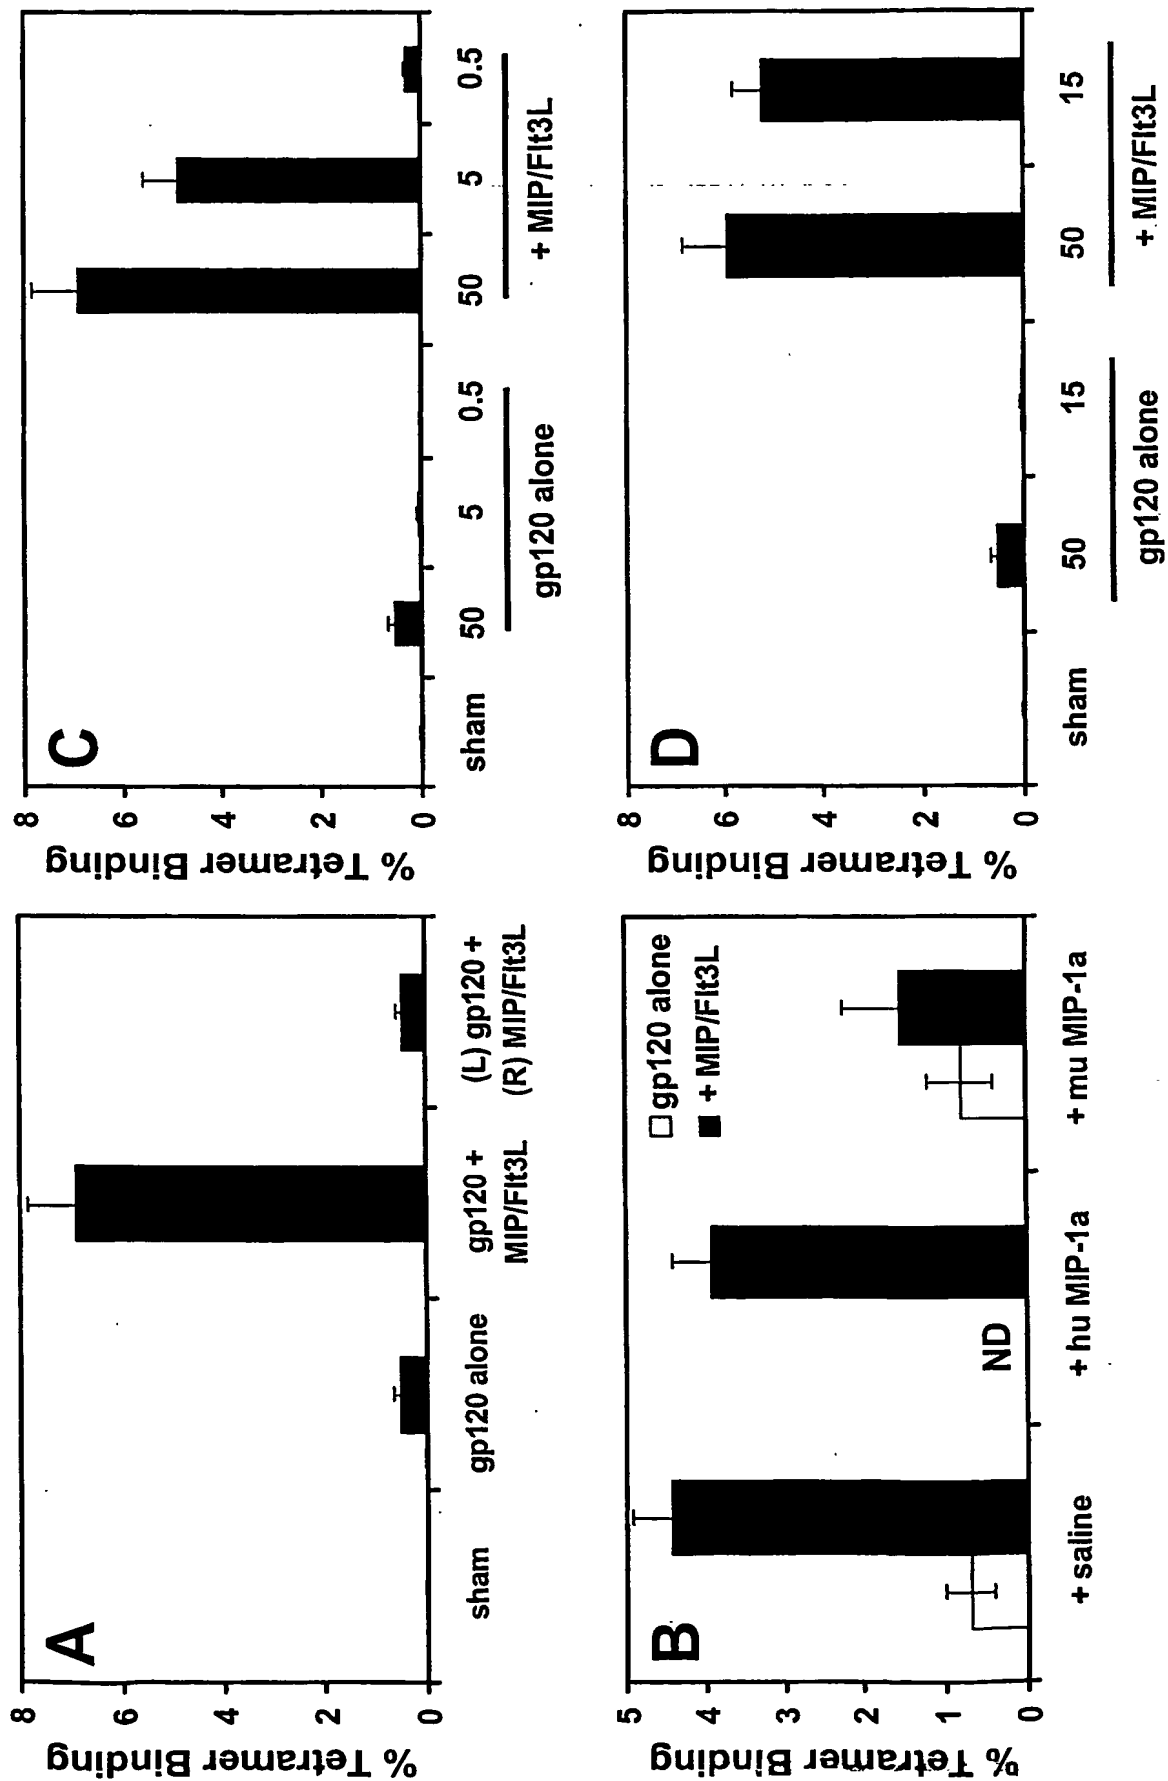 A
% Tetramer Binding
8
6
4
2
0
sham
gp120 alone
gp120 +
MIP/Flt3L
(L) gp120 +
(R) MIP/Flt3L
C
% Tetramer Binding
8
6
4
2
0
sham
50
5
0.5
50
5
0.5
gp120 alone
+ MIP/Flt3L
B
% Tetramer Binding
5
4
3
2
1
0
gp120 alone
+ MIP/Flt3L
ND
+ saline
+ hu MIP-1a
+ mu MIP-1a
D
% Tetramer Binding
8
6
4
2
0
sham
50
15
50
15
gp120 alone
+ MIP/Flt3L